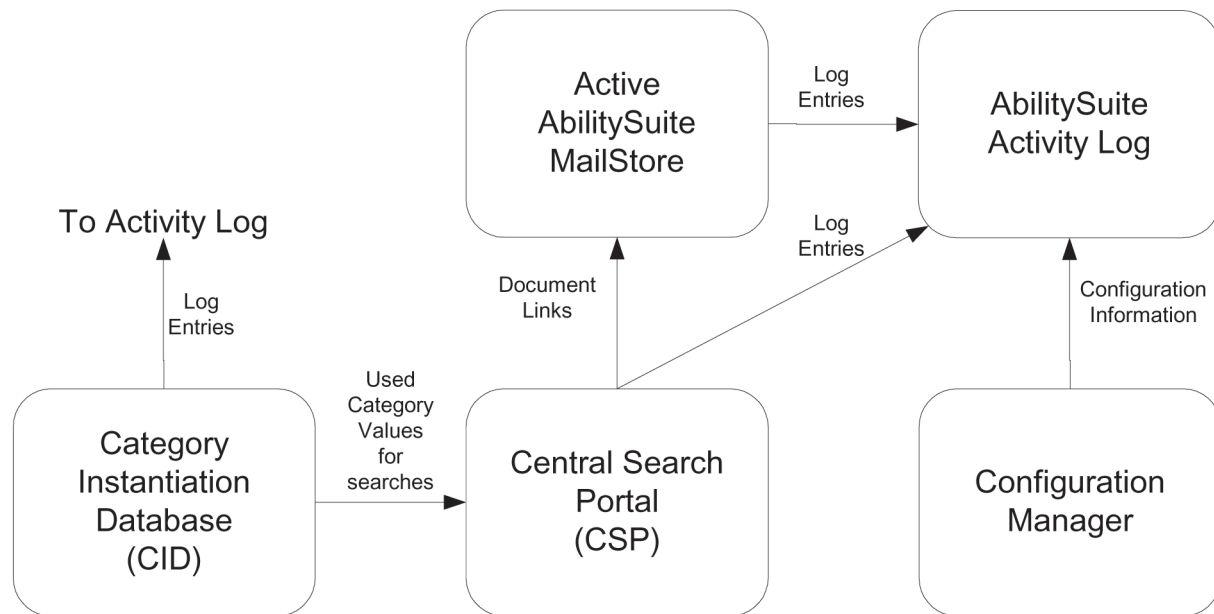 Active
AbilitySuite
MailStore
Log
Entries
AbilitySuite
Activity Log
To Activity Log
Log
Entries
Document
Links
Log
Entries
Configuration
Information
Used
Category
Values
for
searches
Category
Instantiation
Database
(CID)
Central Search
Portal
(CSP)
Configuration
Manager